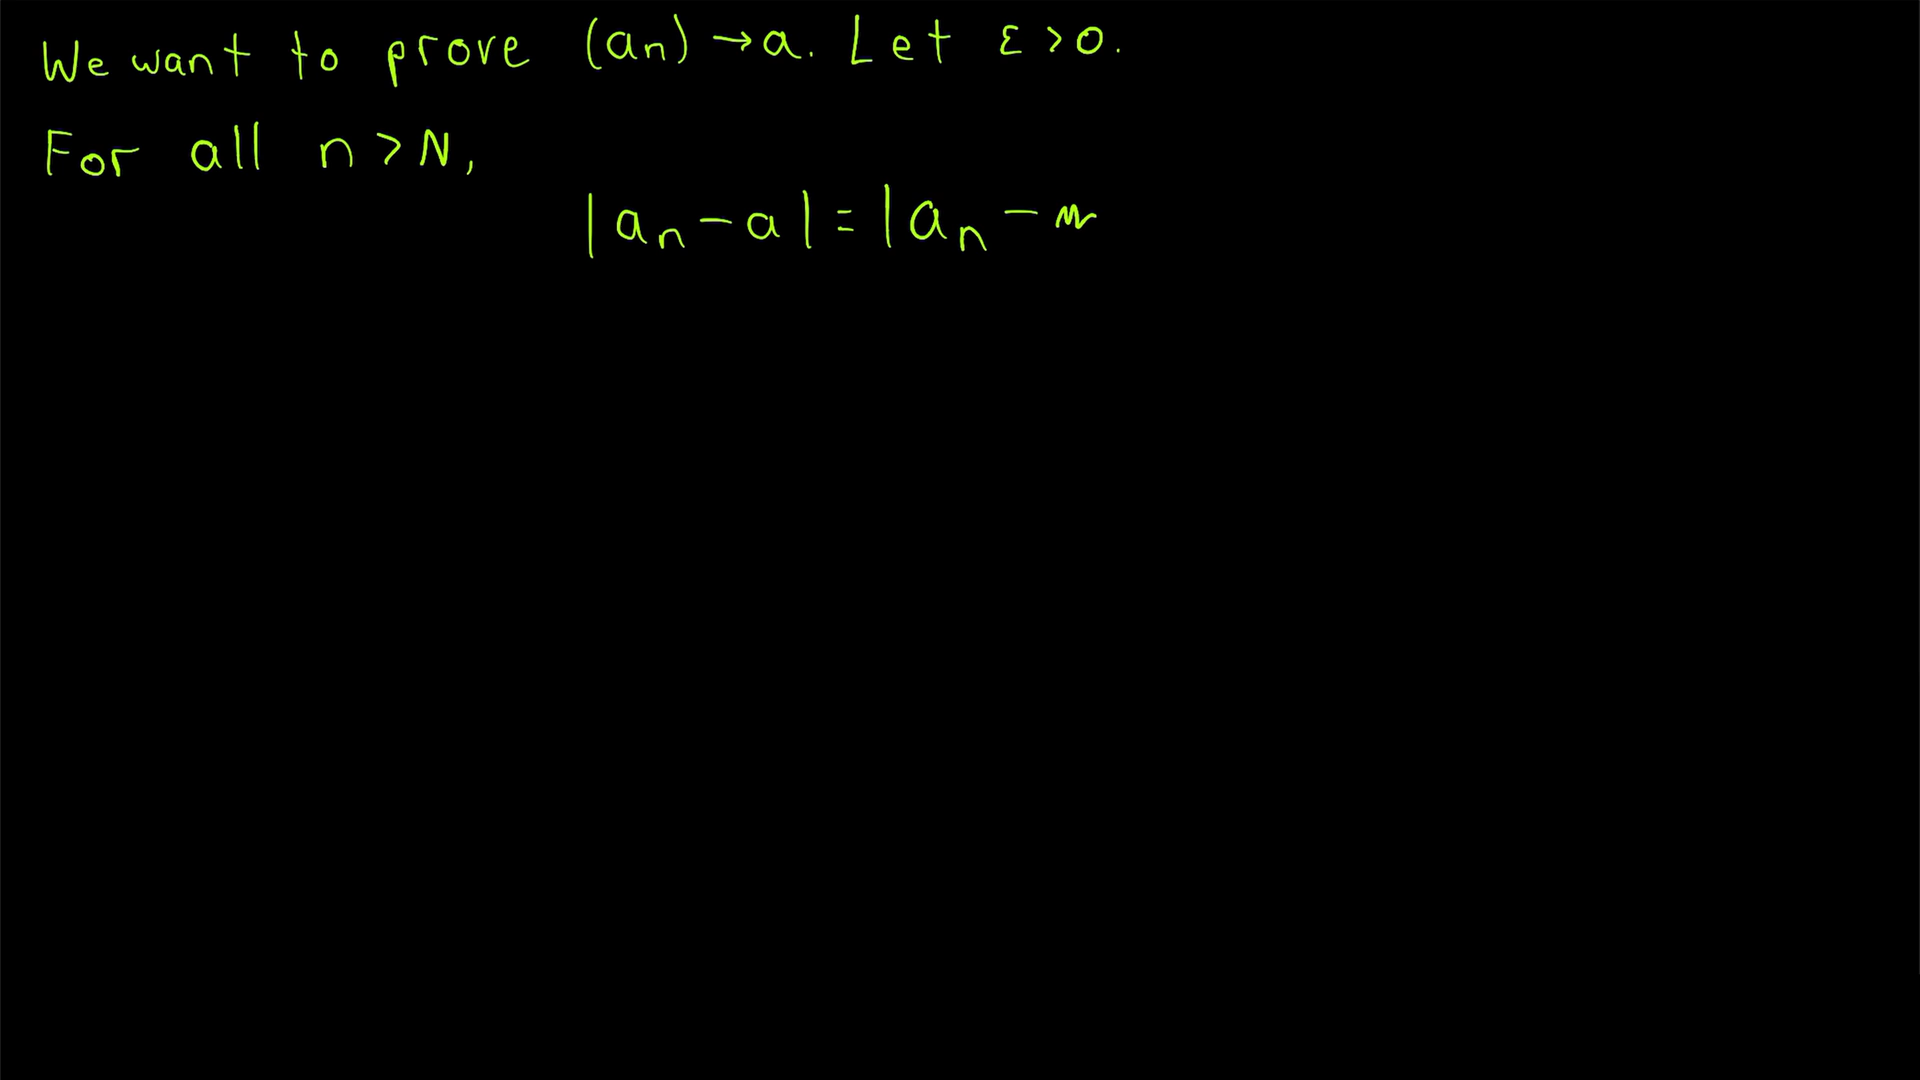 We want to prove (aₙ) → a. Let ε > 0.
For all n > N,
|aₙ - a| = |aₙ -